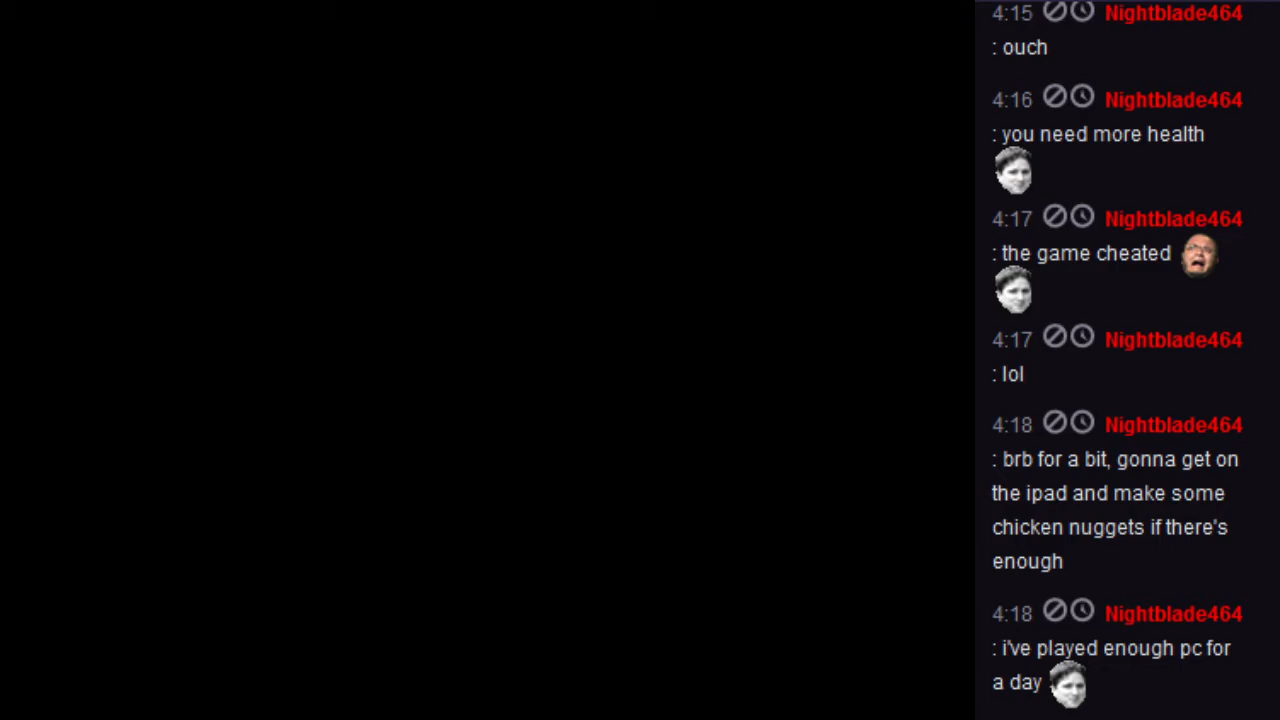 4:15 Nightblade464
: ouch
4:16 Nightblade464
: you need more health
4:17 Nightblade464
: the game cheated
4:17 Nightblade464
: lol
4:18 Nightblade464
: brb for a bit, gonna get on
the ipad and make some
chicken nuggets if there's
enough
4:18 Nightblade464
: i've played enough pc for
a day